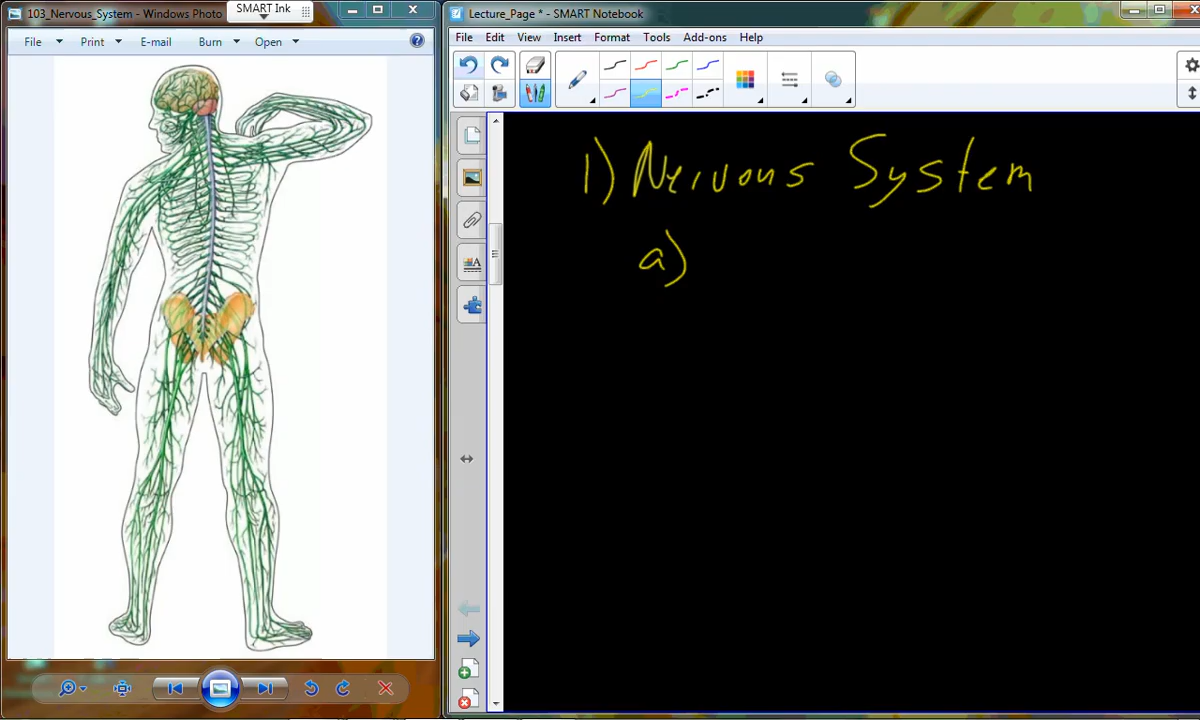 103_Nervous_System - Windows Photo
SMART Ink
File Print E-mail Burn Open
Lecture_Page * - SMART Notebook
File Edit View Insert Format Tools Add-ons Help
1) Nervous System
a)